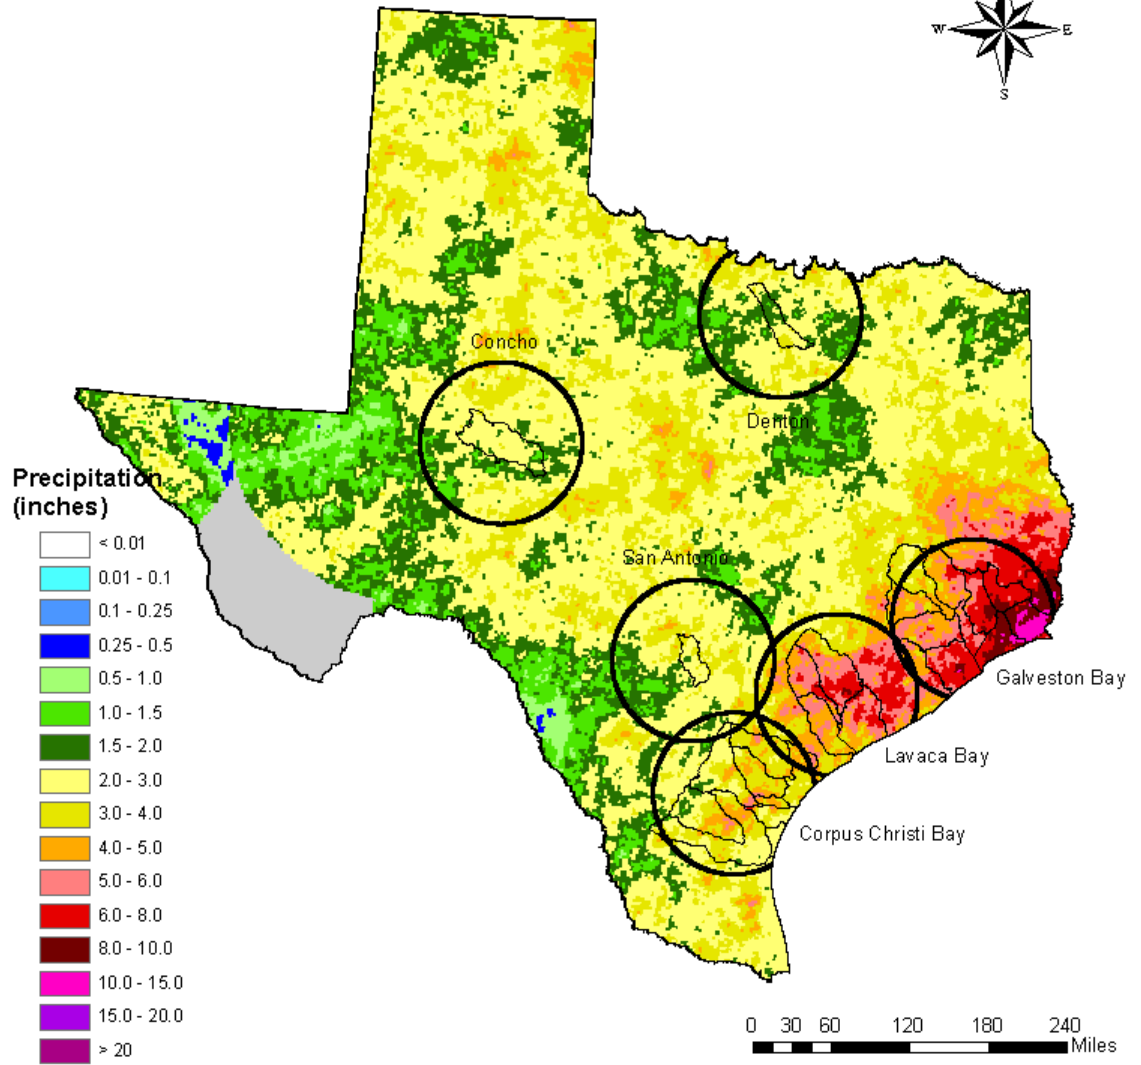 W E
S
Concho
Denton
Precipitation
(inches)
< 0.01
0.01 - 0.1
0.1 - 0.25
0.25 - 0.5
0.5 - 1.0
1.0 - 1.5
1.5 - 2.0
2.0 - 3.0
3.0 - 4.0
4.0 - 5.0
5.0 - 6.0
6.0 - 8.0
8.0 - 10.0
10.0 - 15.0
15.0 - 20.0
> 20
San Antonio
Galveston Bay
Lavaca Bay
Corpus Christi Bay
0 30 60 120 180 240
Miles